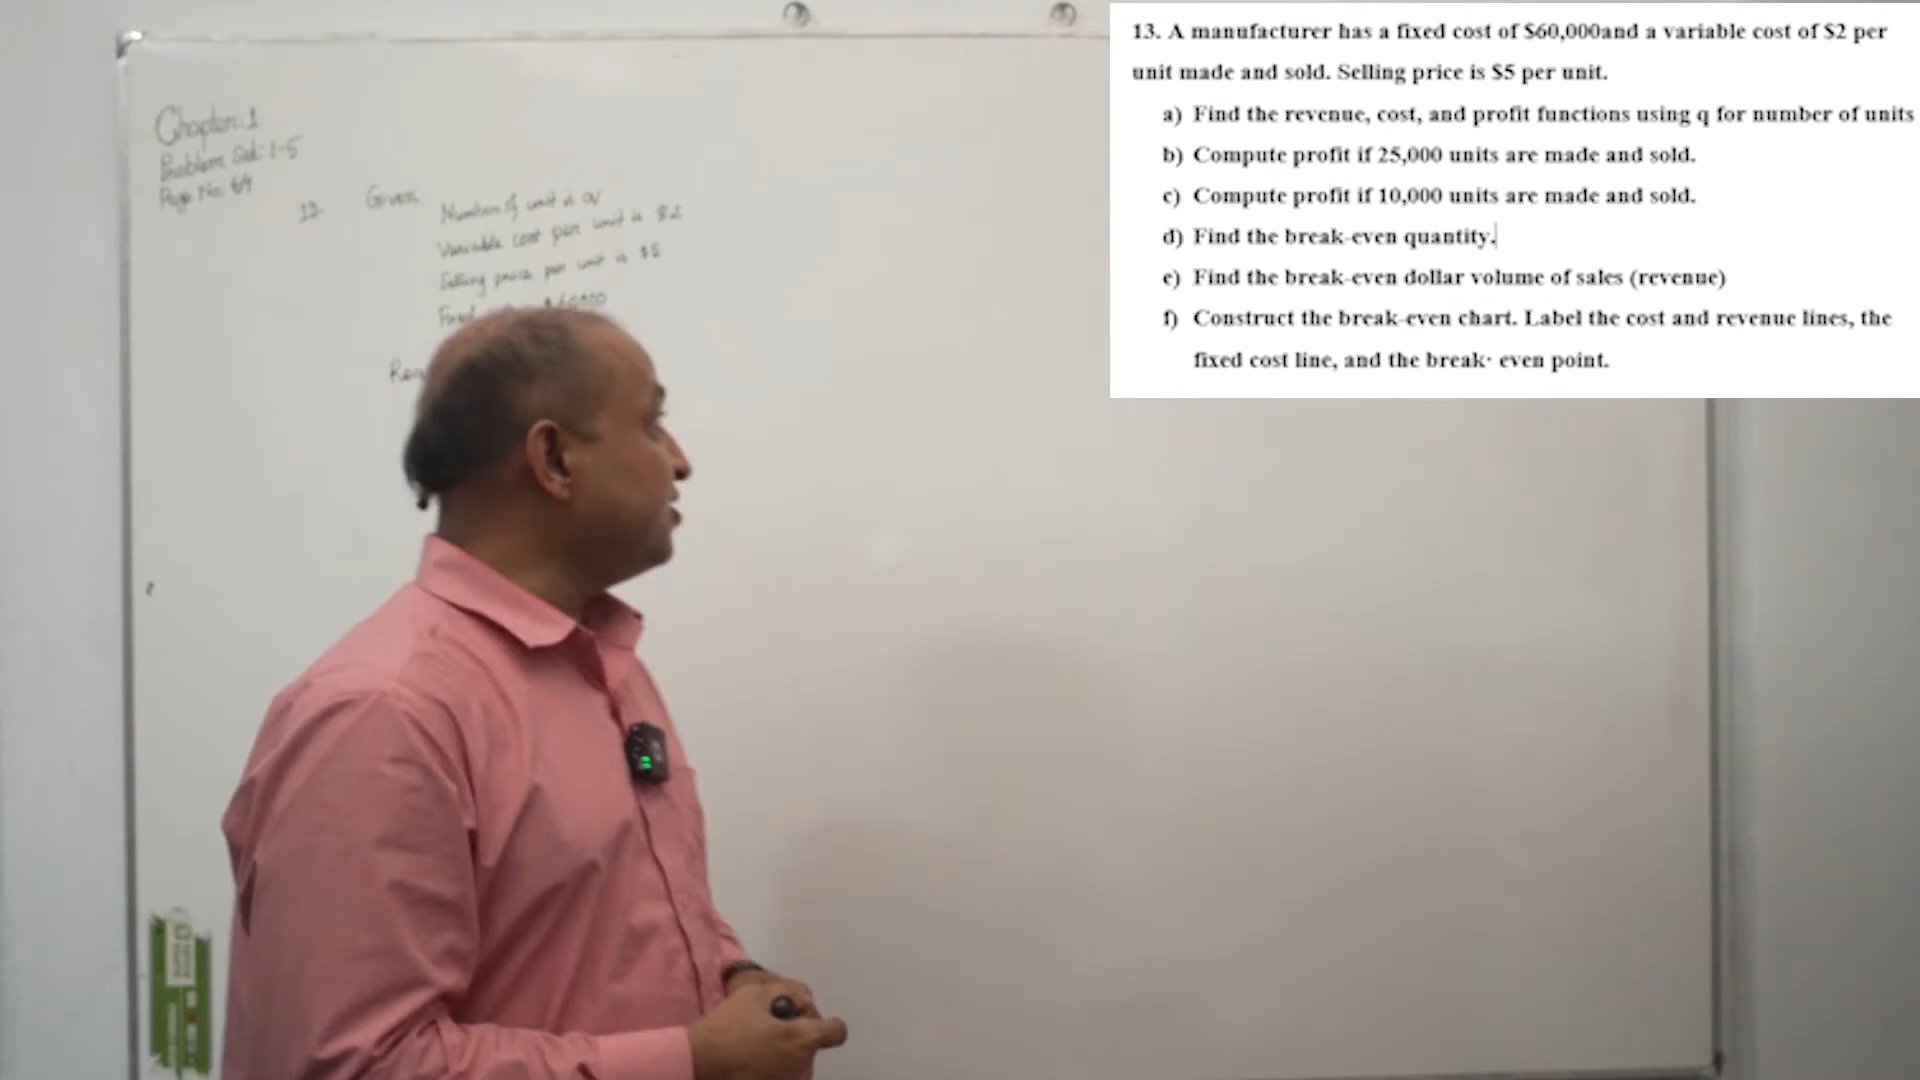 Chapter: 1
Problem Set: 1-5
Page No: 64
13. Given
Number of unit is q
Variable cost per unit is $2
Selling price per unit is $5
Fixed $60000
13. A manufacturer has a fixed cost of $60,000and a variable cost of $2 per
unit made and sold. Selling price is $5 per unit.
a) Find the revenue, cost, and profit functions using q for number of units
b) Compute profit if 25,000 units are made and sold.
c) Compute profit if 10,000 units are made and sold.
d) Find the break-even quantity.
e) Find the break-even dollar volume of sales (revenue)
f) Construct the break-even chart. Label the cost and revenue lines, the
fixed cost line, and the break- even point.